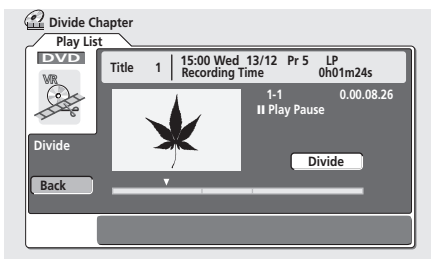 Divide Chapter
Play List
DVD
Title 1 15:00 Wed 13/12 Pr 5 LP
Recording Time 0h01m24s
VR
1-1 0.00.08.26
Play Pause
Divide
Divide
Back